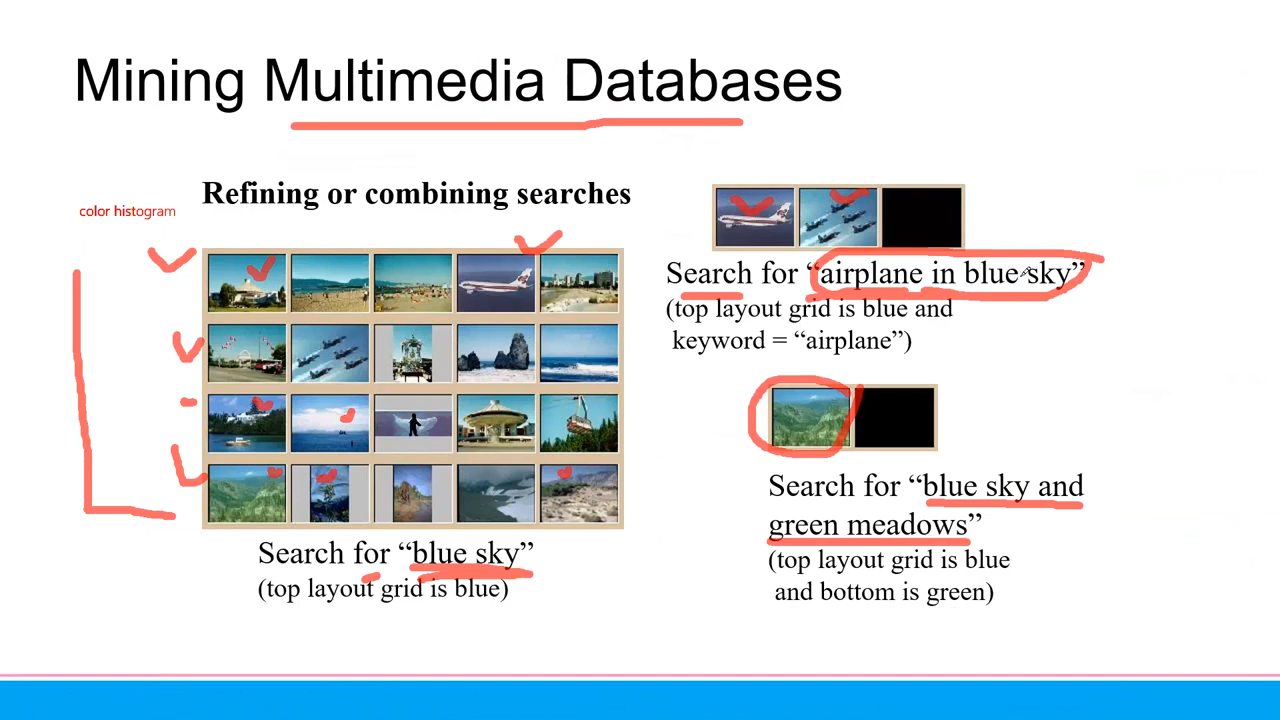 Mining Multimedia Databases
Refining or combining searches
color histogram
Search for “blue sky”
(top layout grid is blue)
Search for “airplane in blue sky”
(top layout grid is blue and
keyword = “airplane”)
Search for “blue sky and
green meadows”
(top layout grid is blue
and bottom is green)